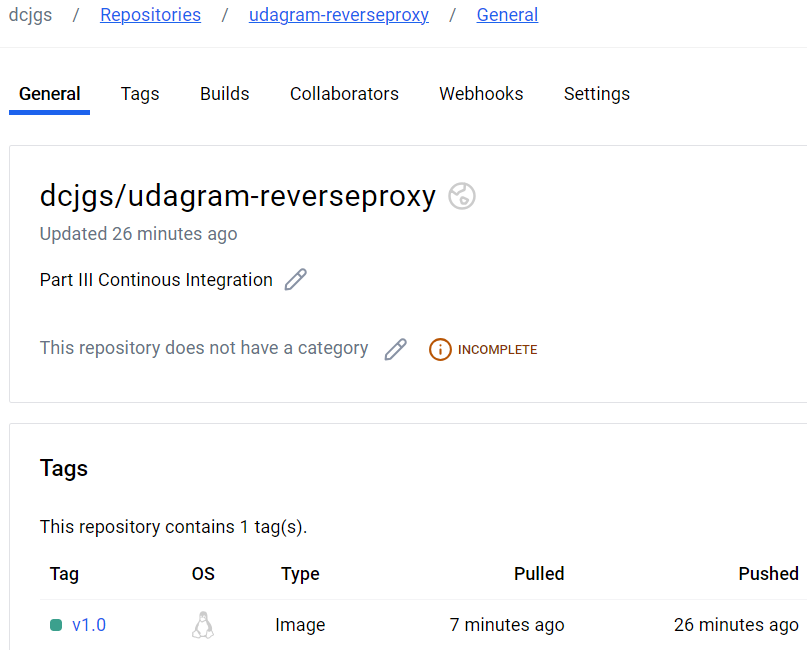 dcjgs / Repositories / udagram-reverseproxy / General
General Tags Builds Collaborators Webhooks Settings
dcjgs/udagram-reverseproxy
Updated 26 minutes ago
Part III Continous Integration
This repository does not have a category INCOMPLETE
Tags
This repository contains 1 tag(s).
Tag OS Type Pulled Pushed
v1.0 Image 7 minutes ago 26 minutes ago